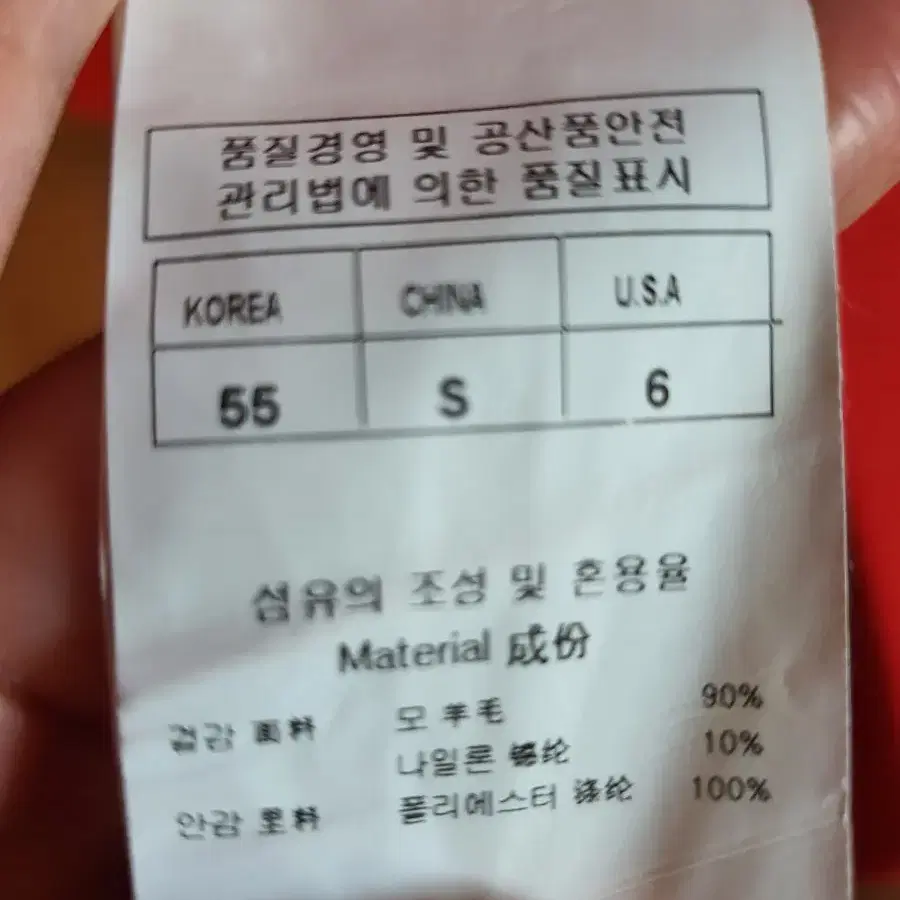 품질경영 및 공산품안전
관리법에 의한 품질표시
KOREA CHINA U.S.A
55 S 6
섬유의 조성 및 혼용율
Material 成份
겉감 面料 모 羊毛 90%
나일론 锦纶 10%
안감 里料 폴리에스터 涤纶 100%